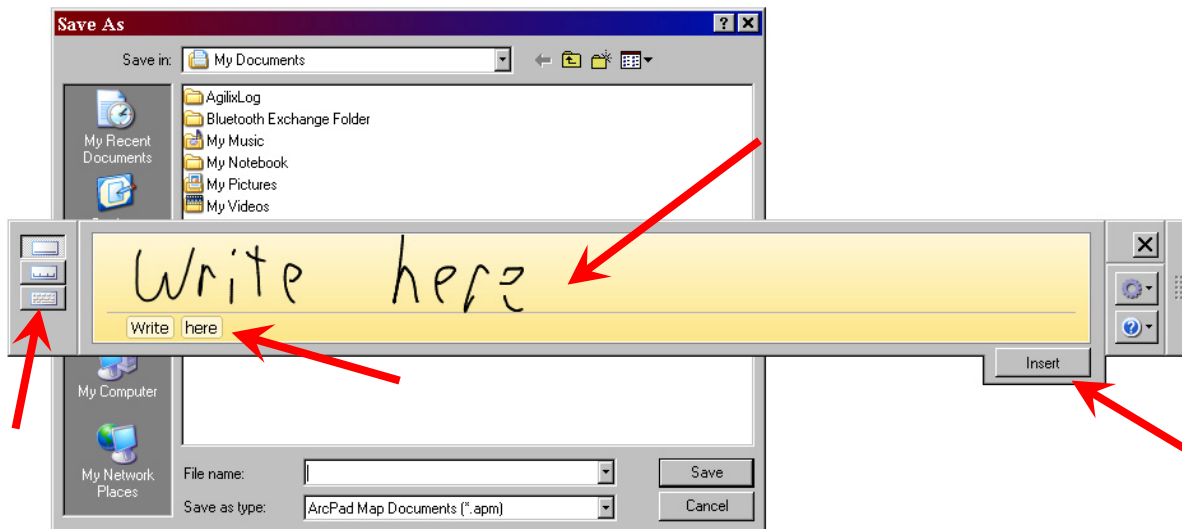 Save As
Save in: My Documents
AgilixLog
Bluetooth Exchange Folder
My Recent Documents
My Music
My Notebook
My Pictures
My Videos
Write here
Write here
Insert
My Computer
My Network Places
File name:
Save
Save as type: ArcPad Map Documents (*.apm)
Cancel